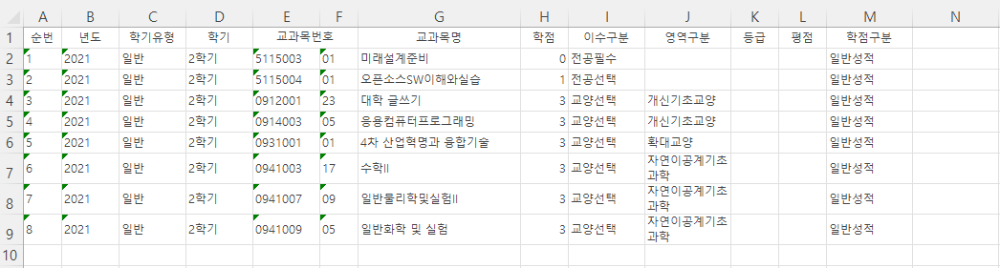 A B C D E F G H I J K L M N
1 순번 년도 학기유형 학기 교과목번호 교과목명 학점 이수구분 영역구분 등급 평점 학점구분
2 1 2021 일반 2학기 5115003 01 미래설계준비 0 전공필수 일반성적
3 2 2021 일반 2학기 5115004 01 오픈소스SW이해와실습 1 전공선택 일반성적
4 3 2021 일반 2학기 0912001 23 대학 글쓰기 3 교양선택 개신기초교양 일반성적
5 4 2021 일반 2학기 0914003 05 응용컴퓨터프로그래밍 3 교양선택 개신기초교양 일반성적
6 5 2021 일반 2학기 0931001 01 4차 산업혁명과 융합기술 3 교양선택 확대교양 일반성적
7 6 2021 일반 2학기 0941003 17 수학II 3 교양선택 자연이공계기초
과학 일반성적
8 7 2021 일반 2학기 0941007 09 일반물리학및실험II 3 교양선택 자연이공계기초
과학 일반성적
9 8 2021 일반 2학기 0941009 05 일반화학 및 실험 3 교양선택 자연이공계기초
과학 일반성적
10